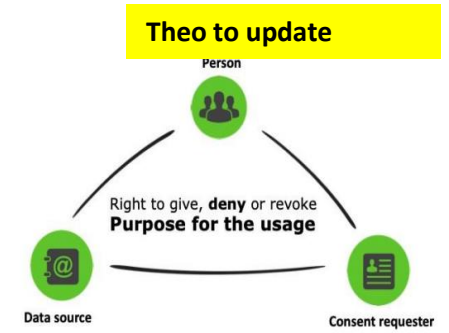 Theo to update
Person
Right to give, deny or revoke
Purpose for the usage
@
Data source
Consent requester